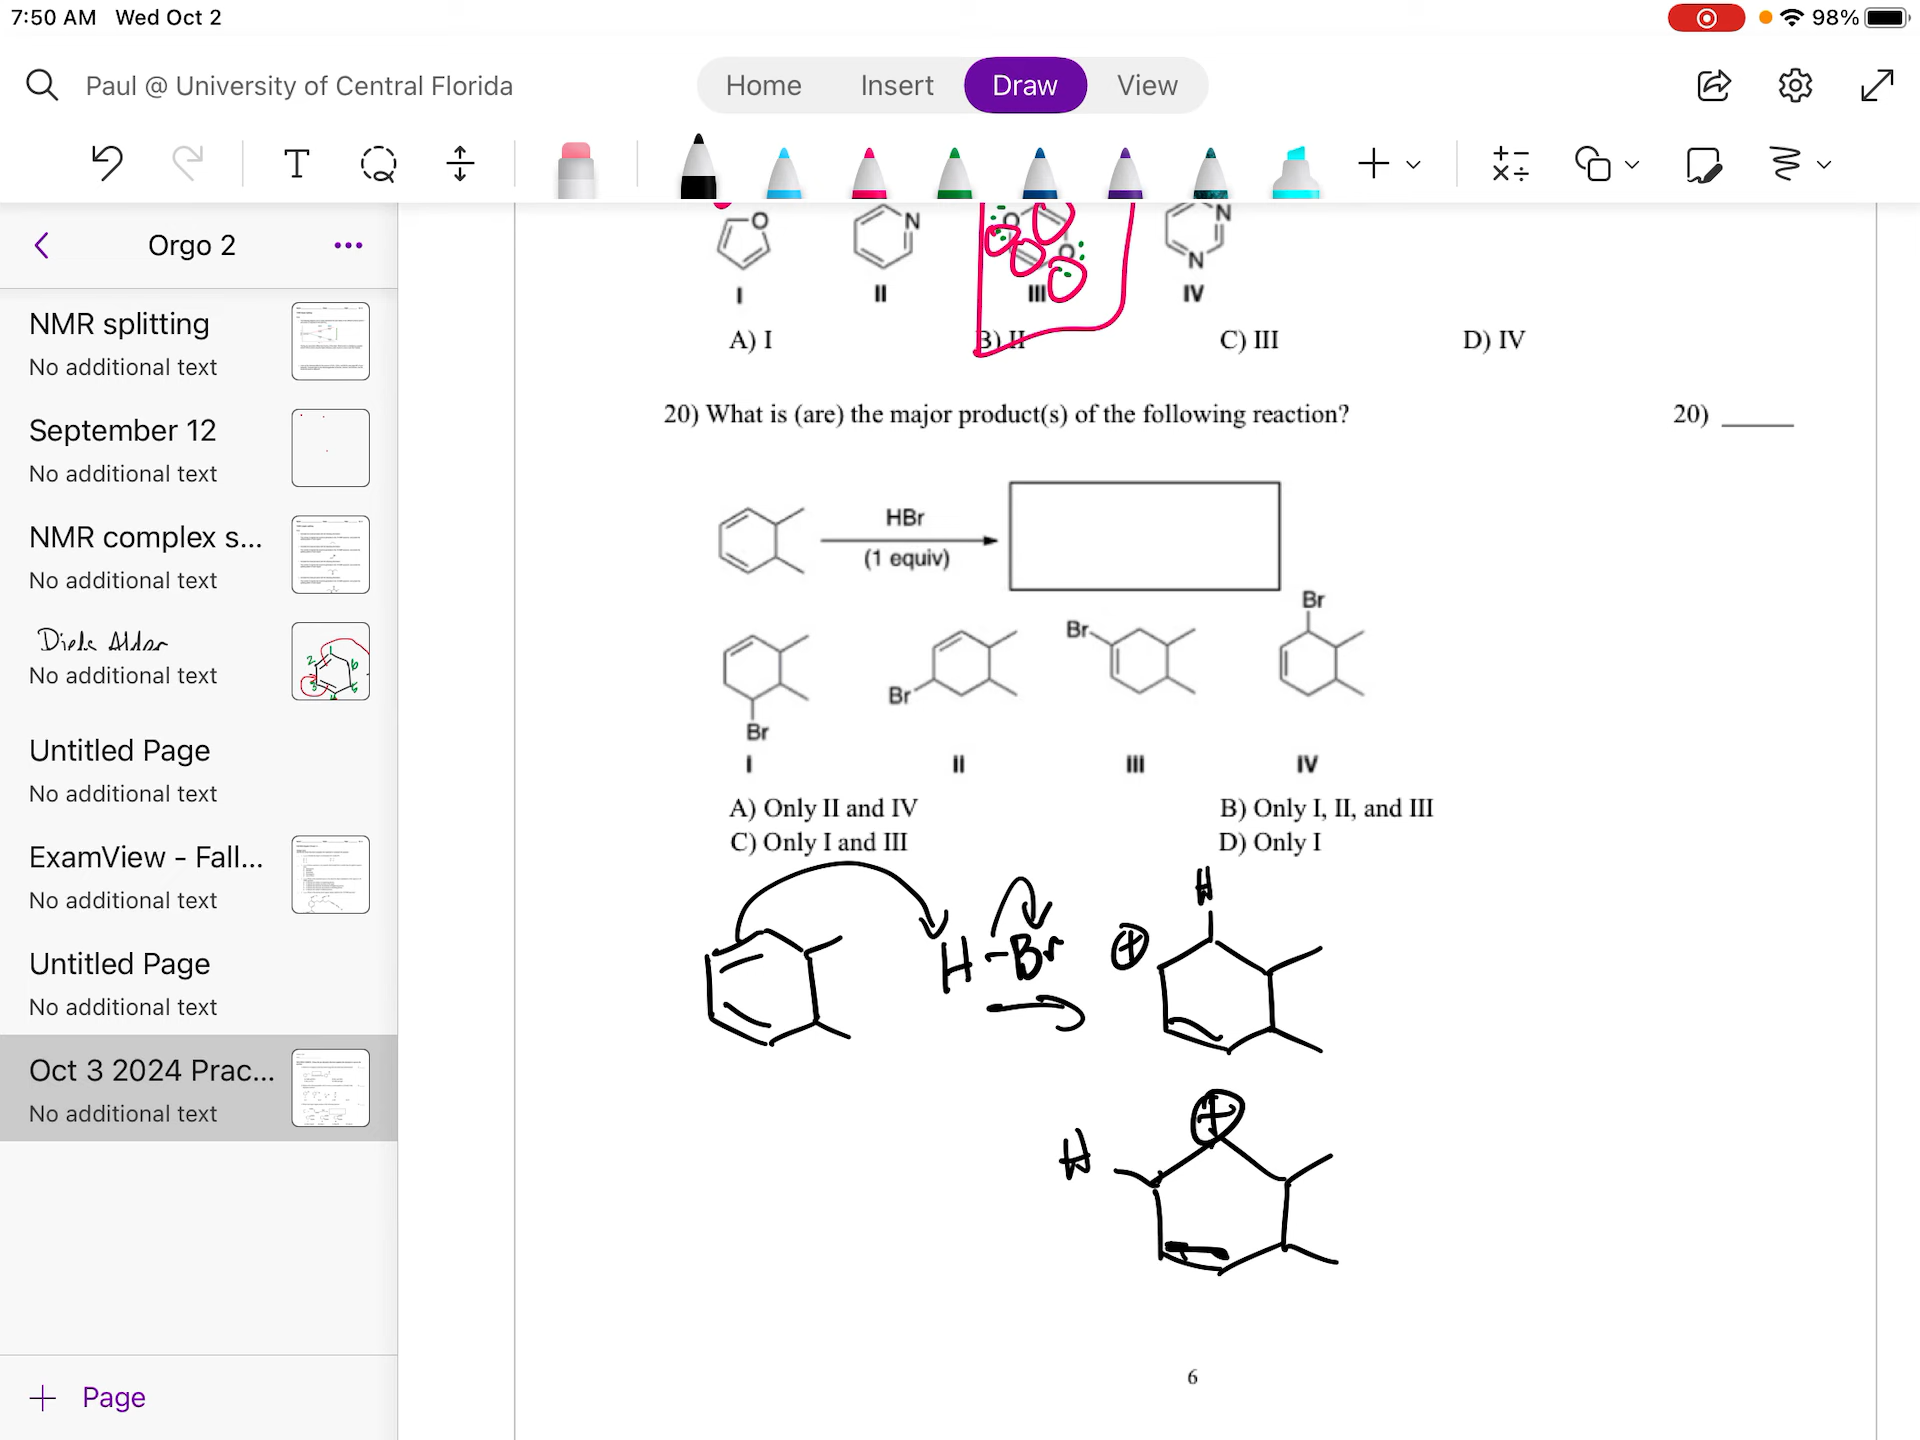 7:50 AM Wed Oct 2
98%
Paul @ University of Central Florida
Home Insert Draw View
T
Orgo 2
NMR splitting
No additional text
September 12
No additional text
NMR complex s...
No additional text
Diels Alder
No additional text
Untitled Page
No additional text
ExamView - Fall...
No additional text
Untitled Page
No additional text
Oct 3 2024 Prac...
No additional text
+ Page
O N O O N N
I II III IV
A) I B) II C) III D) IV
20) What is (are) the major product(s) of the following reaction? 20) ____
HBr
(1 equiv)
Br
Br
Br
Br
I II III IV
A) Only II and IV B) Only I, II, and III
C) Only I and III D) Only I
H
H-Br +
+
H
6